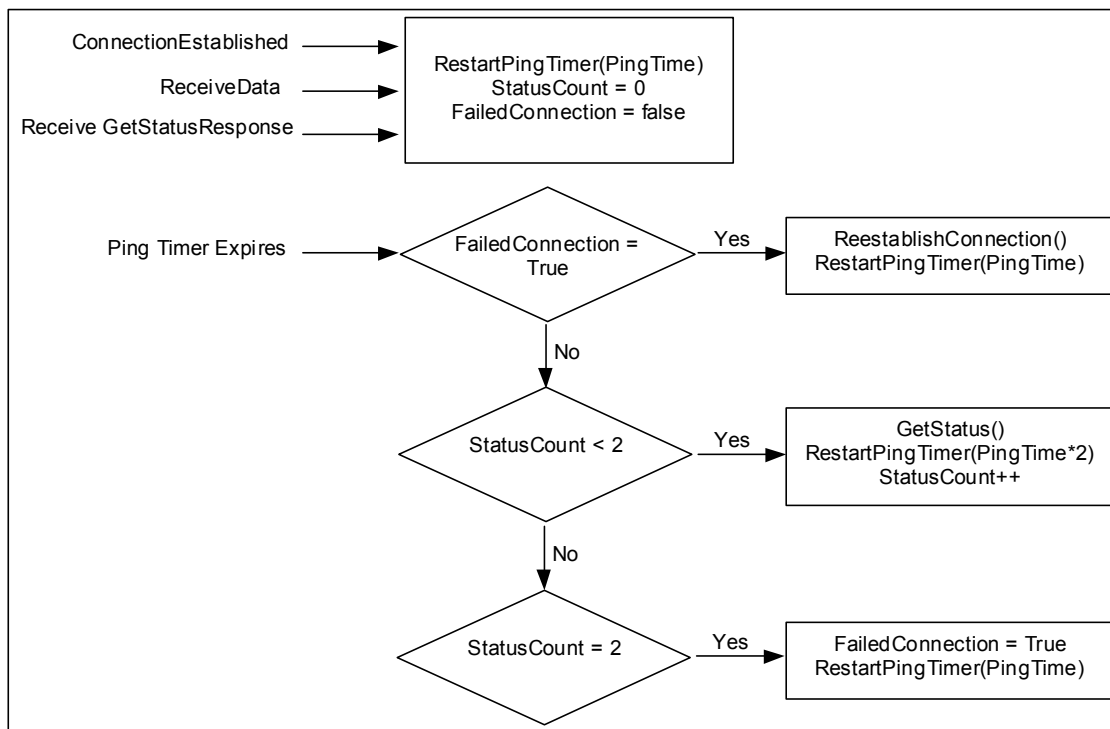 ConnectionEstablished
ReceiveData
Receive GetStatusResponse
RestartPingTimer(PingTime)
StatusCount = 0
FailedConnection = false
Ping Timer Expires
FailedConnection =
True
Yes
ReestablishConnection()
RestartPingTimer(PingTime)
No
StatusCount < 2
Yes
GetStatus()
RestartPingTimer(PingTime*2)
StatusCount++
No
StatusCount = 2
Yes
FailedConnection = True
RestartPingTimer(PingTime)